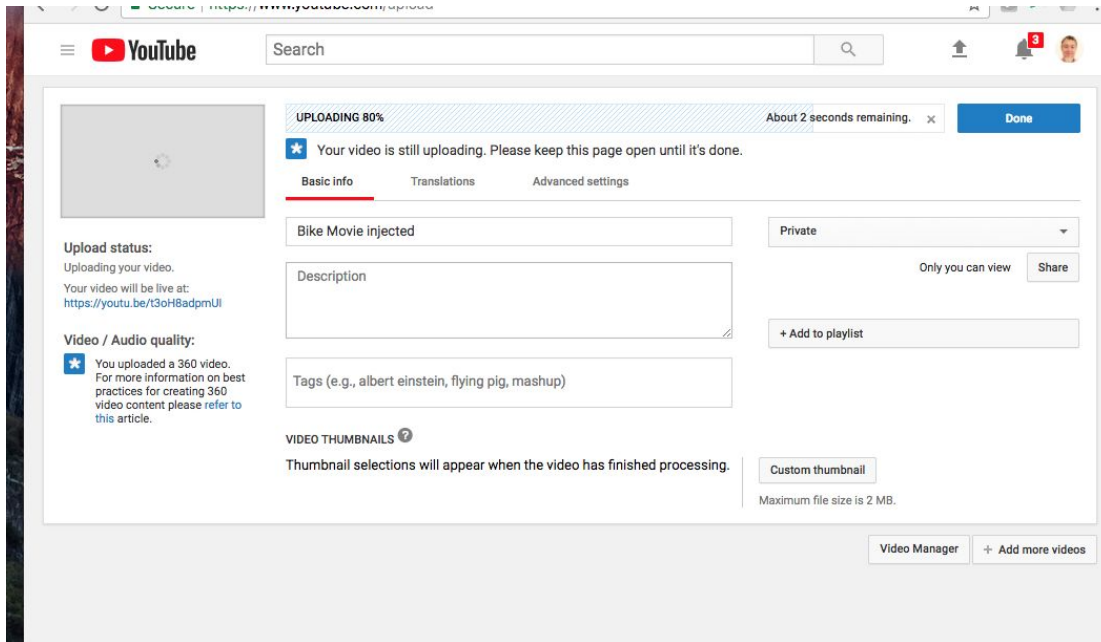 Secure | https://www.youtube.com/upload
YouTube
Search
3
UPLOADING 80%
About 2 seconds remaining.
Done
Your video is still uploading. Please keep this page open until it's done.
Basic info Translations Advanced settings
Bike Movie injected
Private
Upload status:
Uploading your video.
Your video will be live at:
Description
Only you can view
Share
Video / Audio quality:
You uploaded a 360 video.
For more information on best
practices for creating 360
video content please refer to
this article.
+ Add to playlist
Tags (e.g., albert einstein, flying pig, mashup)
VIDEO THUMBNAILS ?
Thumbnail selections will appear when the video has finished processing.
Custom thumbnail
Maximum file size is 2 MB.
Video Manager
+ Add more videos